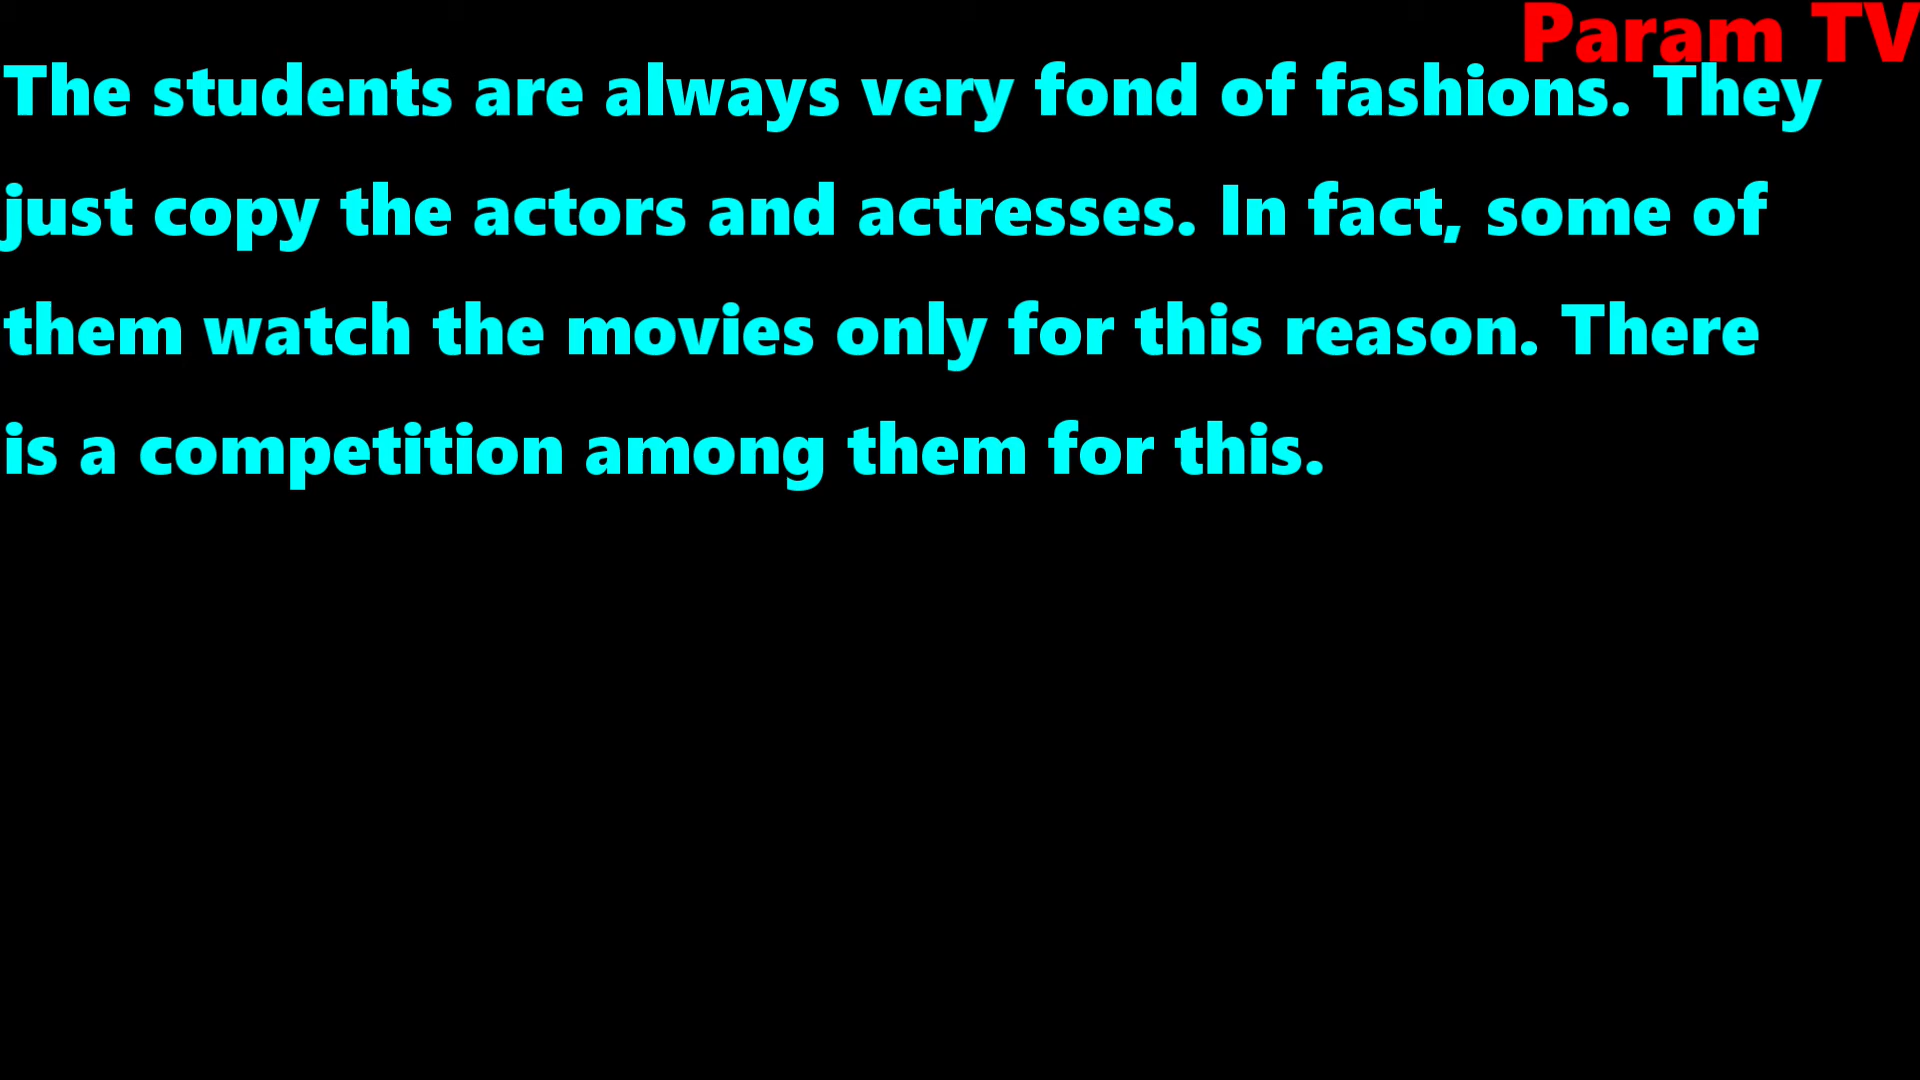 Param TV
The students are always very fond of fashions. They
just copy the actors and actresses. In fact, some of
them watch the movies only for this reason. There
is a competition among them for this.